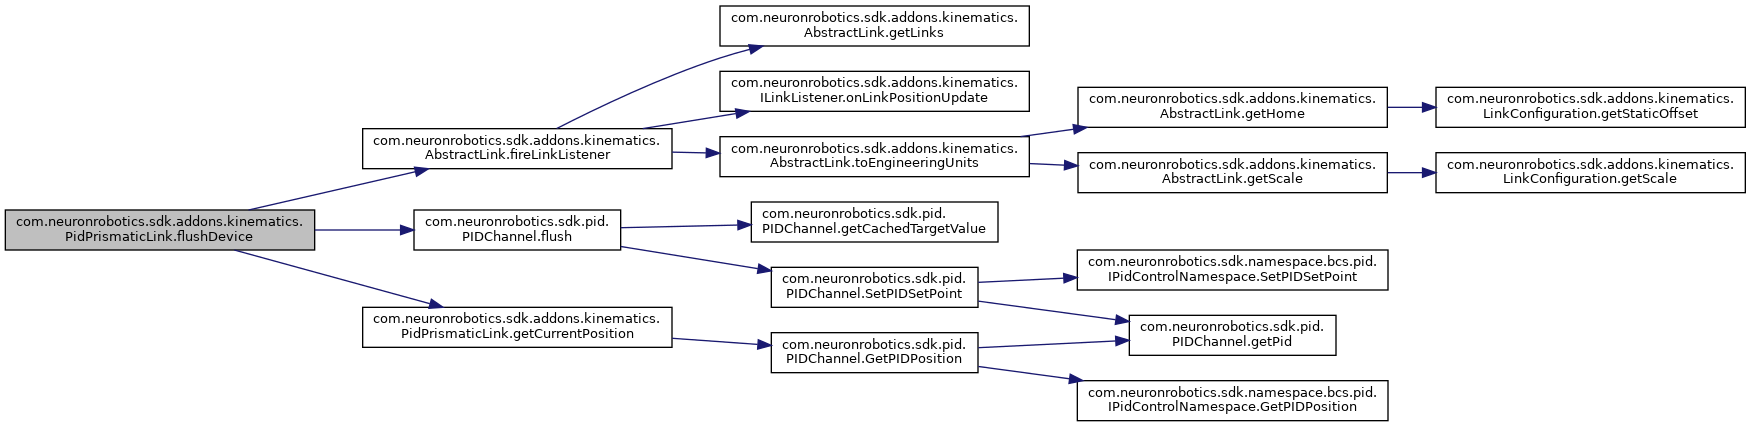 com.neuronrobotics.sdk.addons.kinematics.
PidPrismaticLink.flushDevice
com.neuronrobotics.sdk.addons.kinematics.
AbstractLink.fireLinkListener
com.neuronrobotics.sdk.pid.
PIDChannel.flush
com.neuronrobotics.sdk.addons.kinematics.
PidPrismaticLink.getCurrentPosition
com.neuronrobotics.sdk.addons.kinematics.
AbstractLink.getLinks
com.neuronrobotics.sdk.addons.kinematics.
ILinkListener.onLinkPositionUpdate
com.neuronrobotics.sdk.addons.kinematics.
AbstractLink.toEngineeringUnits
com.neuronrobotics.sdk.pid.
PIDChannel.getCachedTargetValue
com.neuronrobotics.sdk.pid.
PIDChannel.SetPIDSetPoint
com.neuronrobotics.sdk.pid.
PIDChannel.GetPIDPosition
com.neuronrobotics.sdk.addons.kinematics.
AbstractLink.getHome
com.neuronrobotics.sdk.addons.kinematics.
AbstractLink.getScale
com.neuronrobotics.sdk.namespace.bcs.pid.
IPidControlNamespace.SetPIDSetPoint
com.neuronrobotics.sdk.pid.
PIDChannel.getPid
com.neuronrobotics.sdk.namespace.bcs.pid.
IPidControlNamespace.GetPIDPosition
com.neuronrobotics.sdk.addons.kinematics.
LinkConfiguration.getStaticOffset
com.neuronrobotics.sdk.addons.kinematics.
LinkConfiguration.getScale